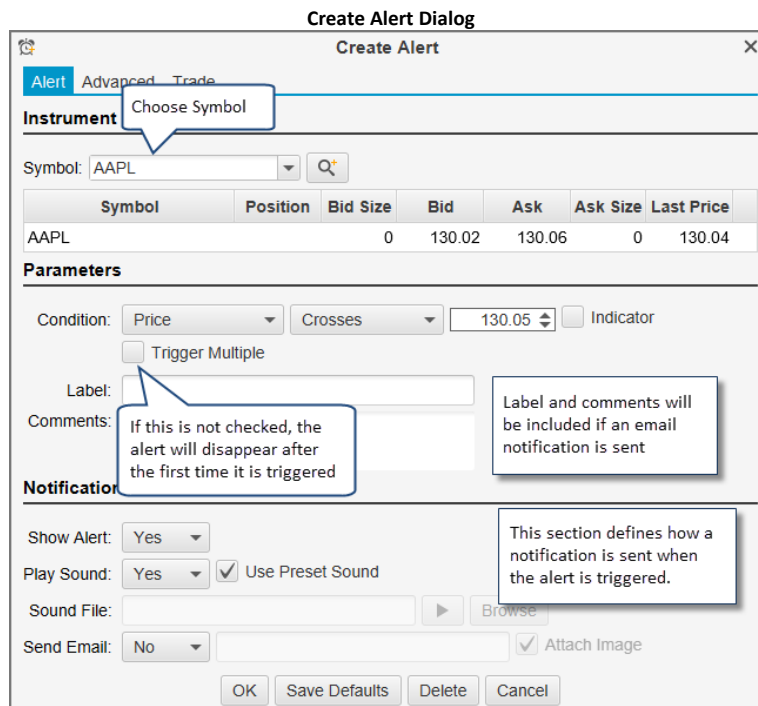 Create Alert Dialog
Create Alert
Alert Advanced Trade
Choose Symbol
Instrument
Symbol: AAPL
Symbol Position Bid Size Bid Ask Ask Size Last Price
AAPL 0 130.02 130.06 0 130.04
Parameters
Condition: Price Crosses 130.05 Indicator
Trigger Multiple
Label:
Comments:
If this is not checked, the
alert will disappear after
the first time it is triggered
Label and comments will
be included if an email
notification is sent
Notification
Show Alert: Yes
This section defines how a
notification is sent when
the alert is triggered.
Play Sound: Yes Use Preset Sound
Sound File: Browse
Send Email: No Attach Image
OK Save Defaults Delete Cancel